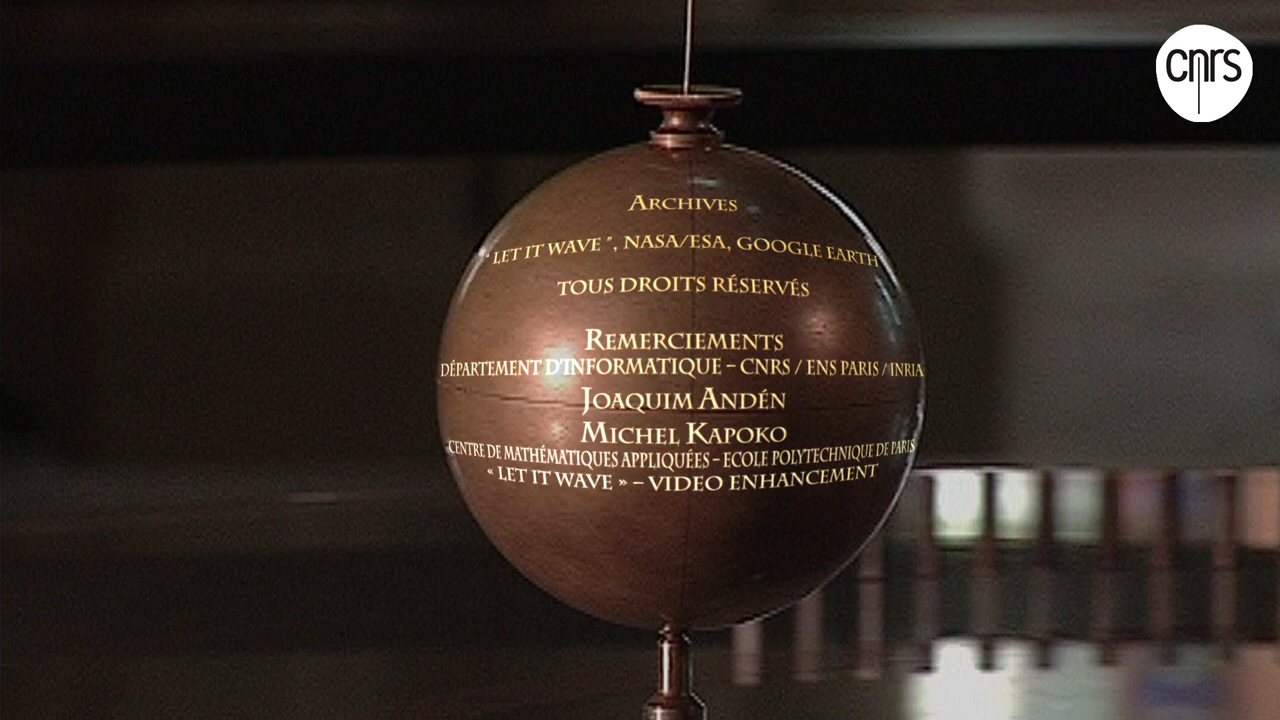 cnrs
Archives
" LET IT WAVE ", NASA/ESA, GOOGLE EARTH
TOUS DROITS RÉSERVÉS
Remerciements
DÉPARTEMENT D'INFORMATIQUE – CNRS / ENS PARIS / INRIA
Joaquim Andén
Michel Kapoko
CENTRE DE MATHÉMATIQUES APPLIQUÉES – ECOLE POLYTECHNIQUE DE PARIS
« LET IT WAVE » – VIDEO ENHANCEMENT